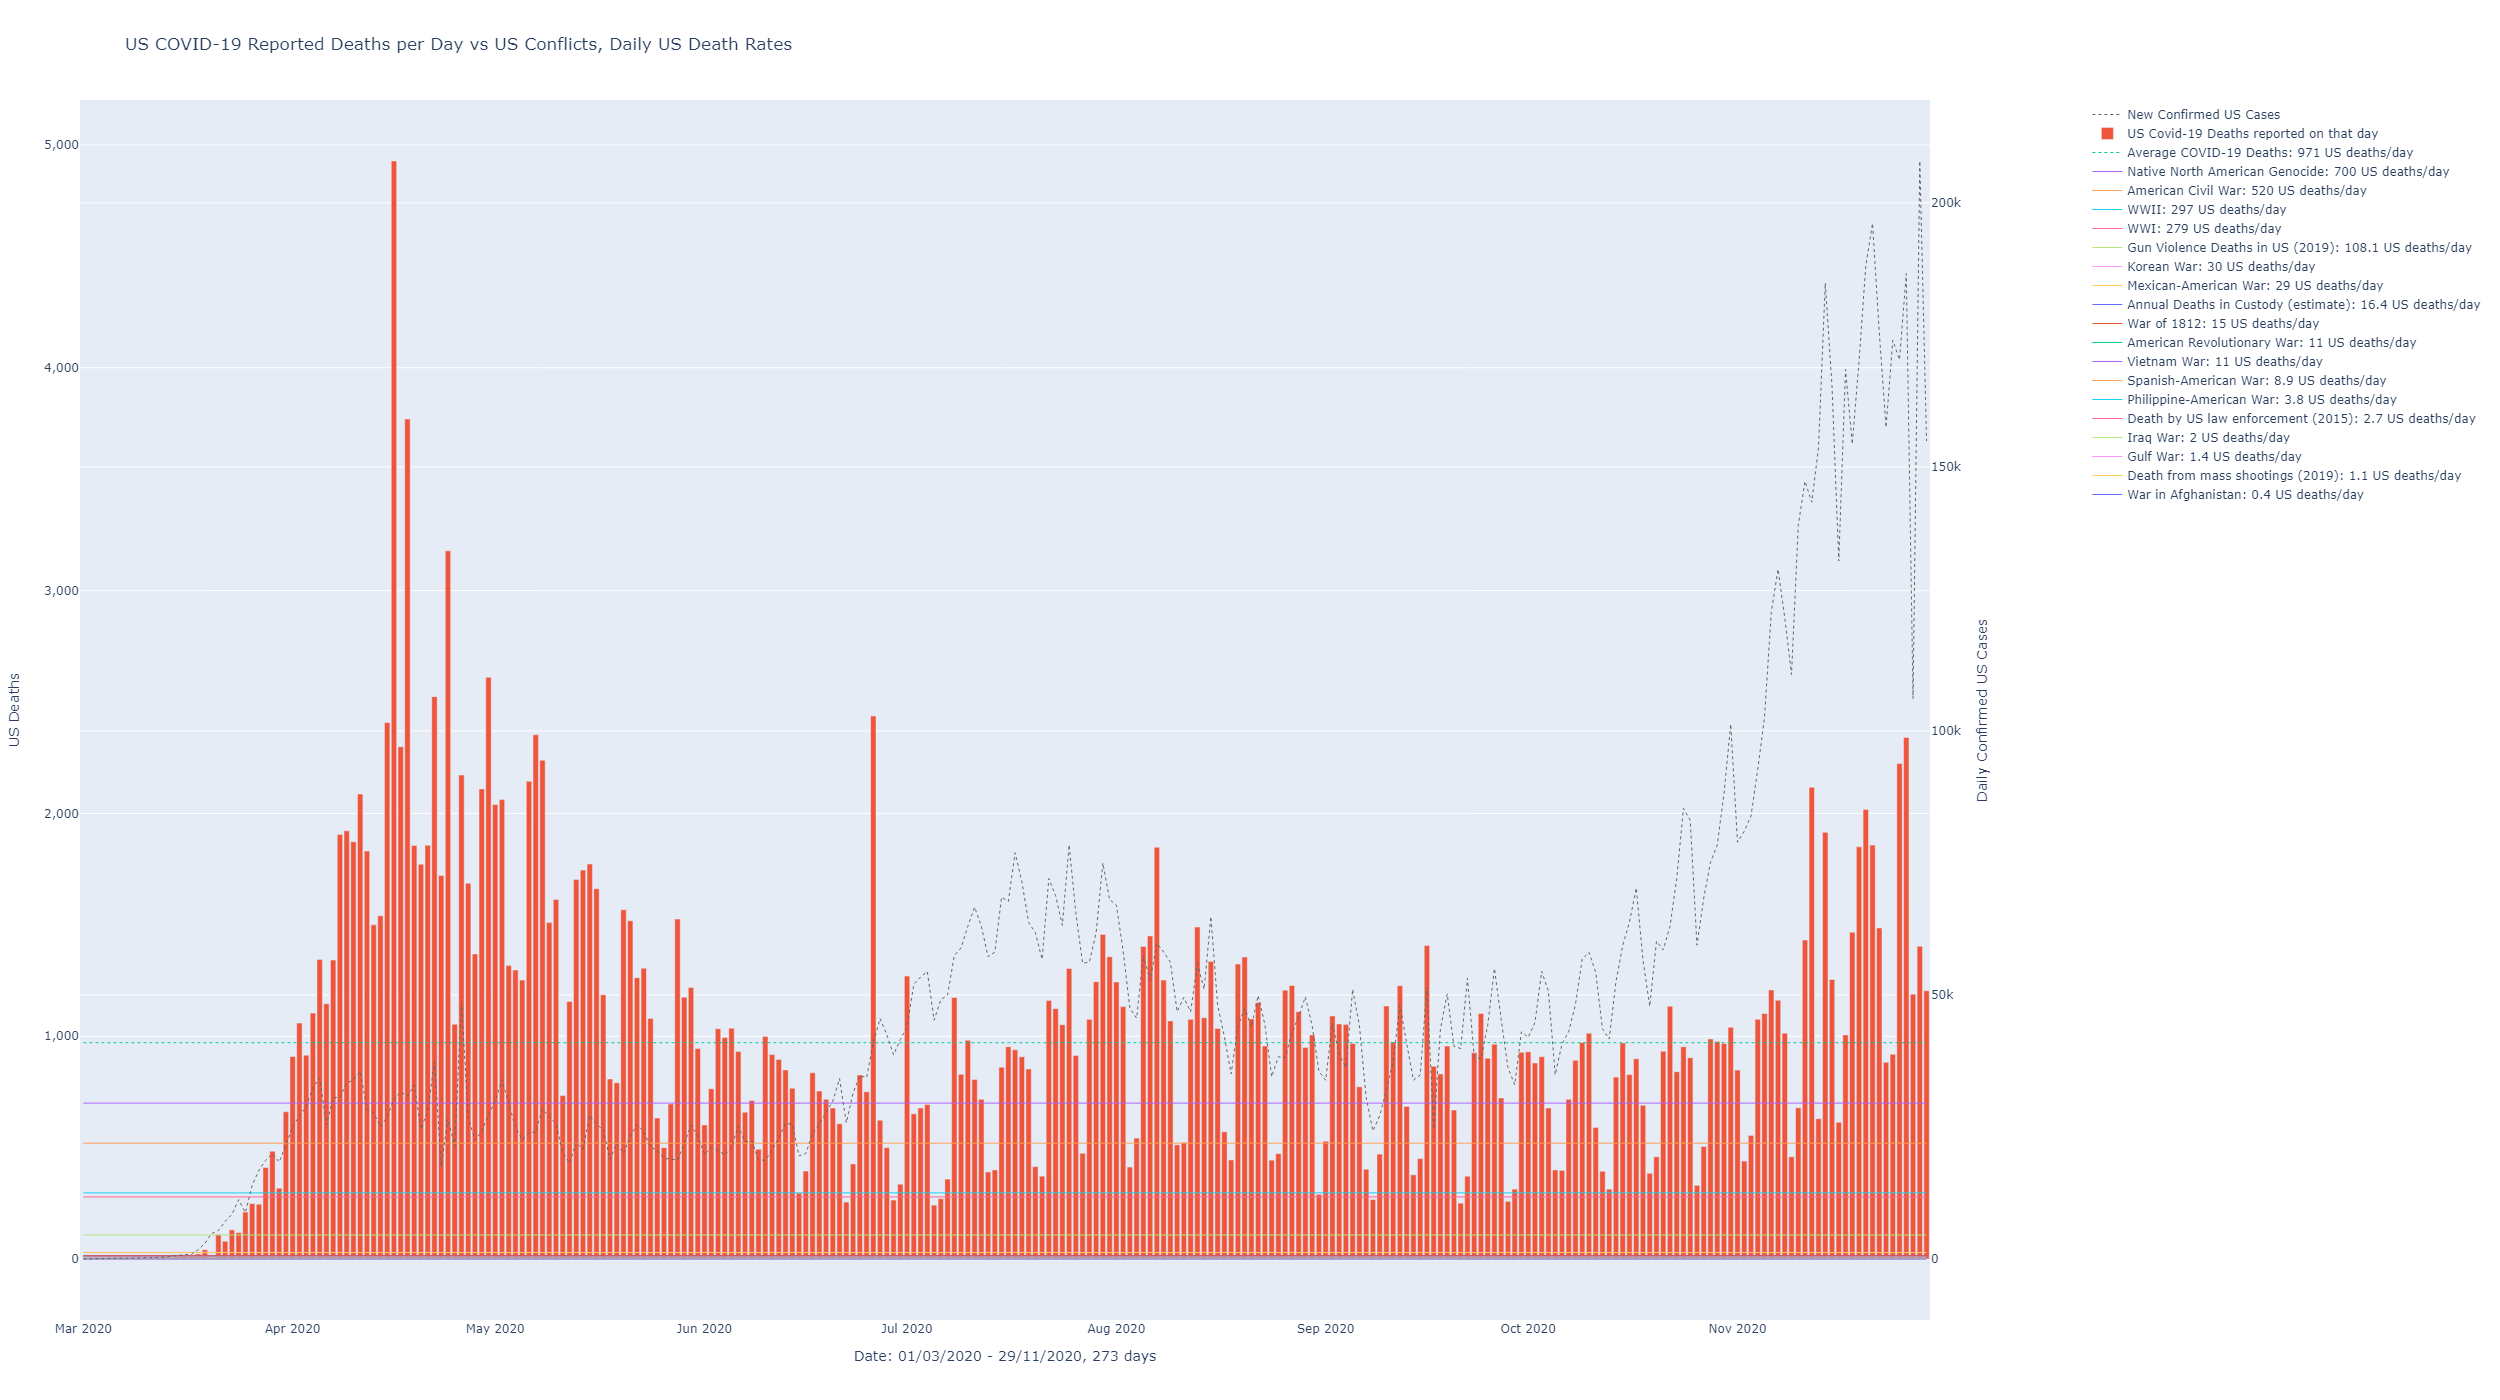 US COVID-19 Reported Deaths per Day vs US Conflicts, Daily US Death Rates
New Confirmed US Cases
US Covid-19 Deaths reported on that day
Average COVID-19 Deaths: 971 US deaths/day
Native North American Genocide: 700 US deaths/day
American Civil War: 520 US deaths/day
WWII: 297 US deaths/day
WWI: 279 US deaths/day
Gun Violence Deaths in US (2019): 108.1 US deaths/day
Korean War: 30 US deaths/day
Mexican-American War: 29 US deaths/day
Annual Deaths in Custody (estimate): 16.4 US deaths/day
War of 1812: 15 US deaths/day
American Revolutionary War: 11 US deaths/day
Vietnam War: 11 US deaths/day
Spanish-American War: 8.9 US deaths/day
Philippine-American War: 3.8 US deaths/day
Death by US law enforcement (2015): 2.7 US deaths/day
Iraq War: 2 US deaths/day
Gulf War: 1.4 US deaths/day
Death from mass shootings (2019): 1.1 US deaths/day
War in Afghanistan: 0.4 US deaths/day
US Deaths
5,000
4,000
3,000
2,000
1,000
0
200k
150k
100k
50k
0
Daily Confirmed US Cases
Mar 2020
Apr 2020
May 2020
Jun 2020
Jul 2020
Aug 2020
Sep 2020
Oct 2020
Nov 2020
Date: 01/03/2020 - 29/11/2020, 273 days